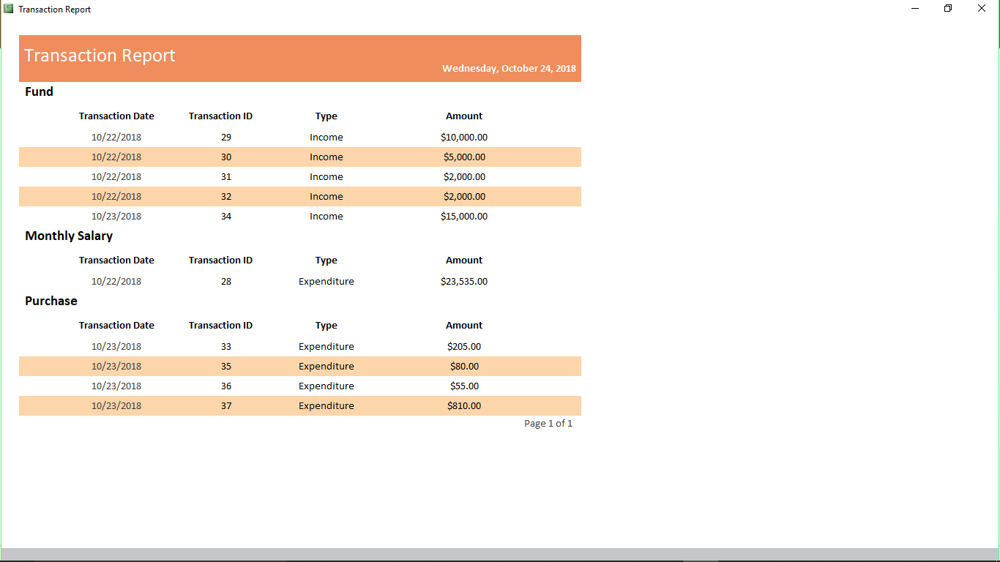 Transaction Report
Transaction Report
Wednesday, October 24, 2018
Fund
Transaction Date Transaction ID Type Amount
10/22/2018 29 Income $10,000.00
10/22/2018 30 Income $5,000.00
10/22/2018 31 Income $2,000.00
10/22/2018 32 Income $2,000.00
10/23/2018 34 Income $15,000.00
Monthly Salary
Transaction Date Transaction ID Type Amount
10/22/2018 28 Expenditure $23,535.00
Purchase
Transaction Date Transaction ID Type Amount
10/23/2018 33 Expenditure $205.00
10/23/2018 35 Expenditure $80.00
10/23/2018 36 Expenditure $55.00
10/23/2018 37 Expenditure $810.00
Page 1 of 1